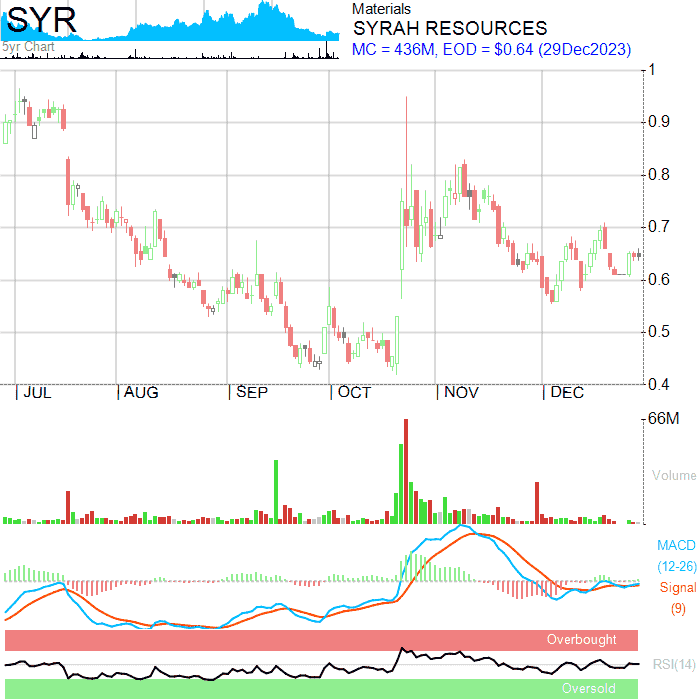 SYR
5yr Chart
Materials
SYRAH RESOURCES
MC = 436M, EOD = $0.64 (29Dec2023)
1
0.9
0.8
0.7
0.6
0.5
0.4
JUL AUG SEP OCT NOV DEC
66M
Volume
MACD
(12-26)
Signal
(9)
Overbought
RSI(14)
Oversold